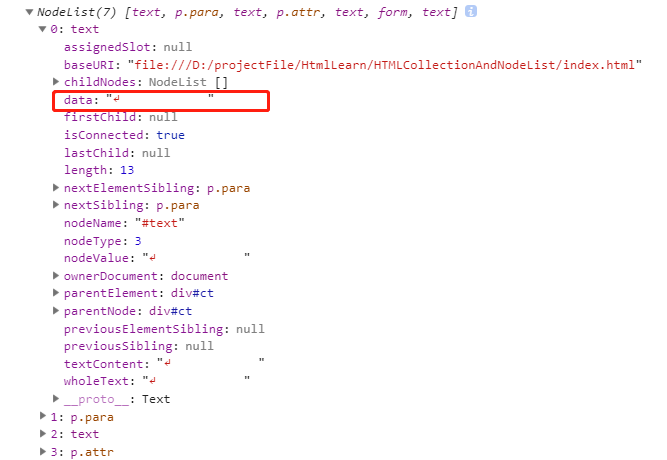 NodeList(7) [text, p.para, text, p.attr, text, form, text] i
0: text
assignedSlot: null
baseURI: "file:///D:/projectFile/HtmlLearn/HTMLCollectionAndNodeList/index.html"
childNodes: NodeList []
data: "↵            "
firstChild: null
isConnected: true
lastChild: null
length: 13
nextElementSibling: p.para
nextSibling: p.para
nodeName: "#text"
nodeType: 3
nodeValue: "↵            "
ownerDocument: document
parentElement: div#ct
parentNode: div#ct
previousElementSibling: null
previousSibling: null
textContent: "↵            "
wholeText: "↵            "
__proto__: Text
1: p.para
2: text
3: p.attr